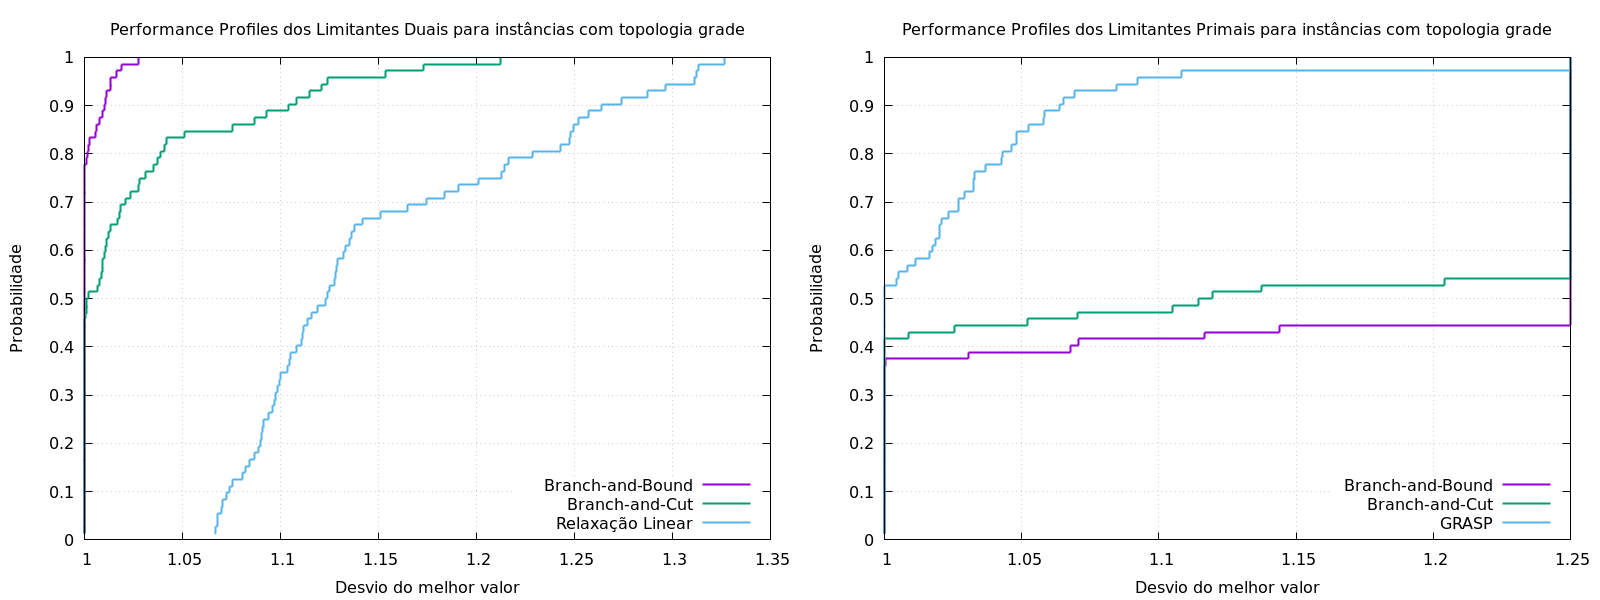 Performance Profiles dos Limitantes Duais para instâncias com topologia grade
1
0.9
0.8
0.7
0.6
0.5
0.4
0.3
0.2
0.1
0
Probabilidade
Branch-and-Bound
Branch-and-Cut
Relaxação Linear
1 1.05 1.1 1.15 1.2 1.25 1.3 1.35
Desvio do melhor valor
Performance Profiles dos Limitantes Primais para instâncias com topologia grade
1
0.9
0.8
0.7
0.6
0.5
0.4
0.3
0.2
0.1
0
Probabilidade
Branch-and-Bound
Branch-and-Cut
GRASP
1 1.05 1.1 1.15 1.2 1.25
Desvio do melhor valor